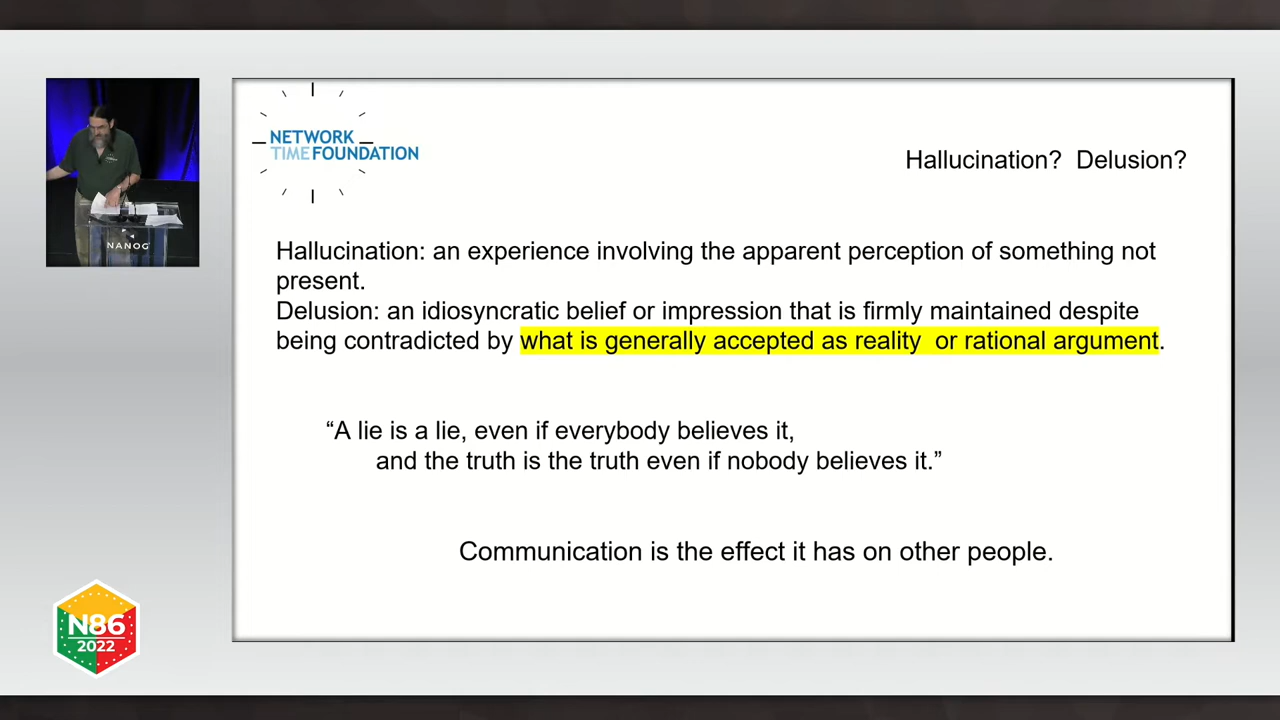 NETWORK
TIMEFOUNDATION
Hallucination?  Delusion?
Hallucination: an experience involving the apparent perception of something not
present.
Delusion: an idiosyncratic belief or impression that is firmly maintained despite
being contradicted by what is generally accepted as reality  or rational argument.
“A lie is a lie, even if everybody believes it,
and the truth is the truth even if nobody believes it.”
Communication is the effect it has on other people.
NANOG
N86
2022